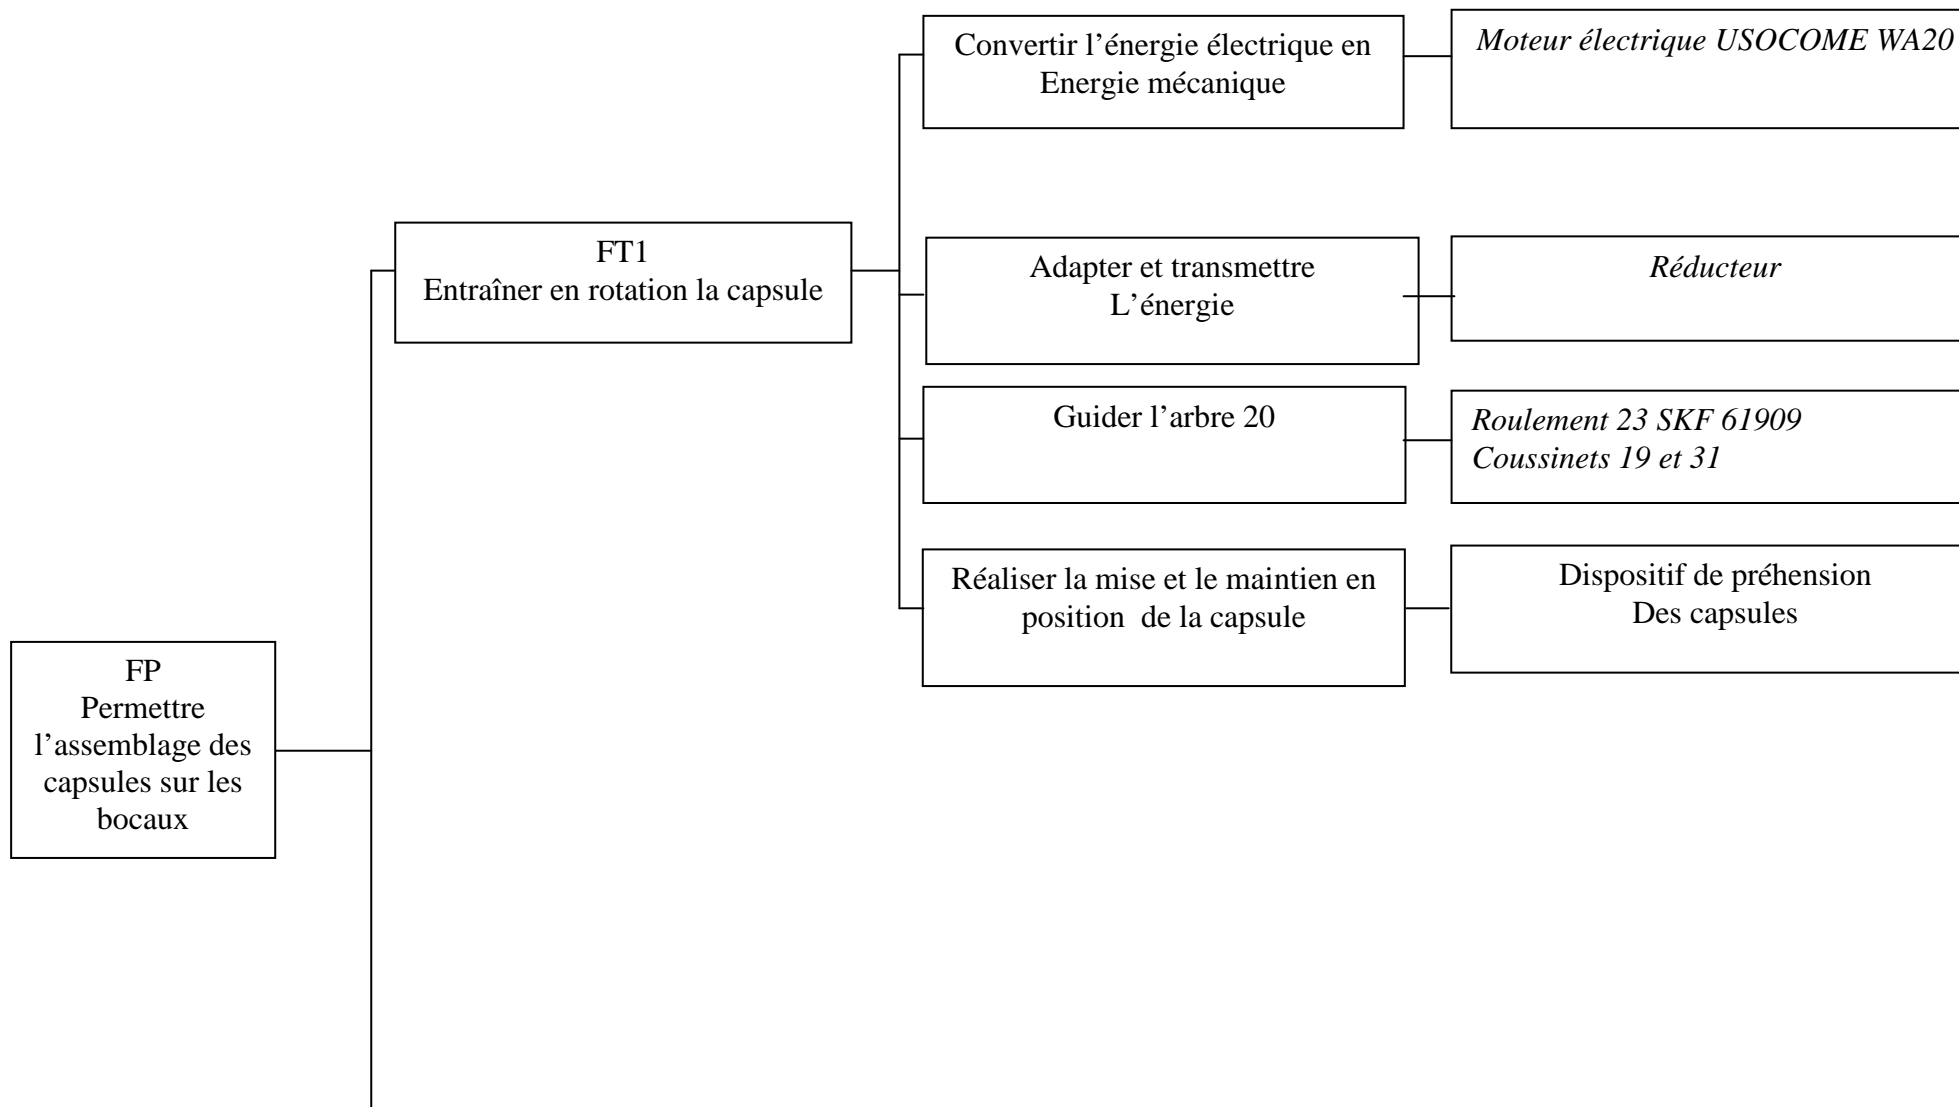 Convertir l’énergie électrique en
Energie mécanique
Moteur électrique USOCOME WA20
FT1
Entraîner en rotation la capsule
Adapter et transmettre
L’énergie
Réducteur
Guider l’arbre 20
Roulement 23 SKF 61909
Coussinets 19 et 31
Réaliser la mise et le maintien en
position  de la capsule
Dispositif de préhension
Des capsules
FP
Permettre
l’assemblage des
capsules sur les
bocaux